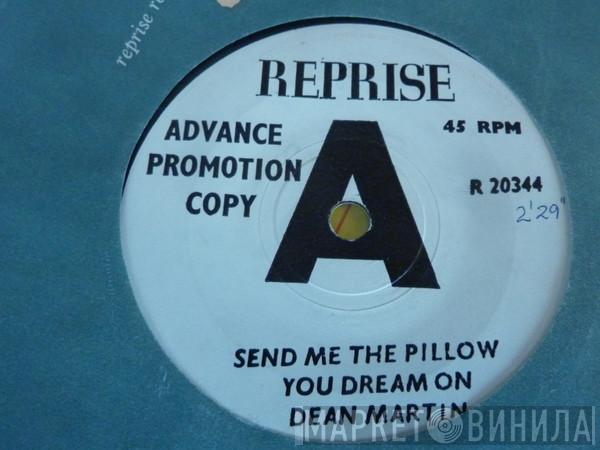 reprise re
REPRISE
ADVANCE
PROMOTION
COPY
A
45 RPM
R 20344
2'29"
SEND ME THE PILLOW
YOU DREAM ON
DEAN MARTIN
МАРКЕТ ВИНИЛА